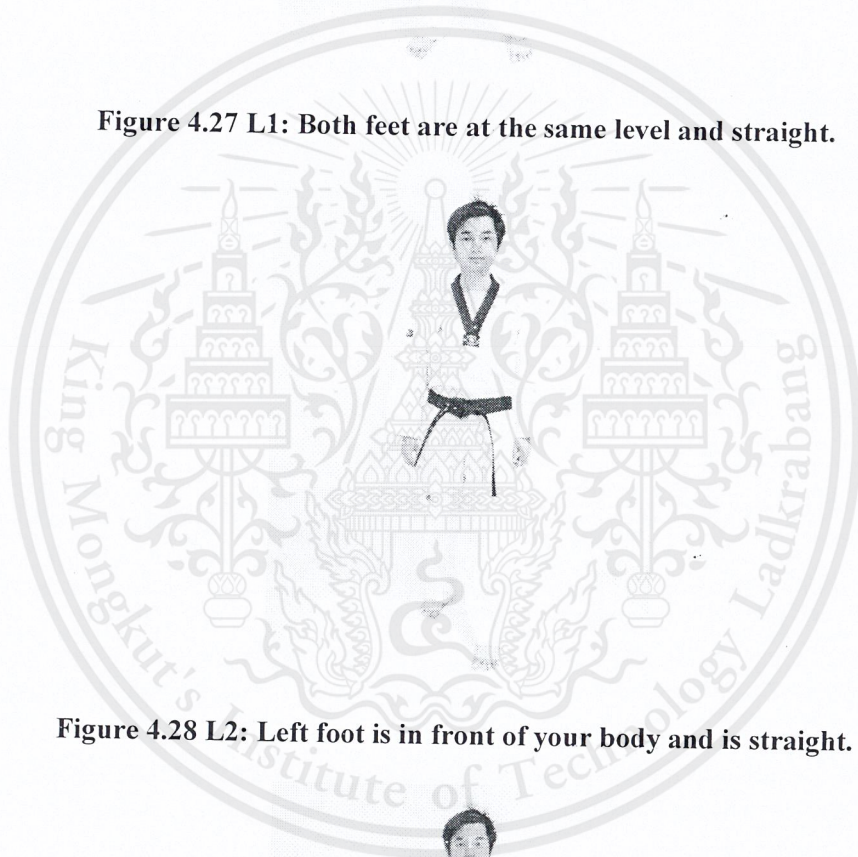 Figure 4.27 L1: Both feet are at the same level and straight.
Figure 4.28 L2: Left foot is in front of your body and is straight.
King Mongkut's Institute of Technology Ladkrabang